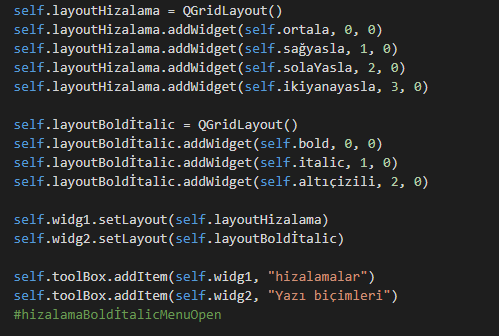 self.layoutHizalama = QGridLayout()
self.layoutHizalama.addWidget(self.ortala, 0, 0)
self.layoutHizalama.addWidget(self.sağyasla, 1, 0)
self.layoutHizalama.addWidget(self.solaYasla, 2, 0)
self.layoutHizalama.addWidget(self.ikiyanayasla, 3, 0)
self.layoutBoldİtalic = QGridLayout()
self.layoutBoldİtalic.addWidget(self.bold, 0, 0)
self.layoutBoldİtalic.addWidget(self.italic, 1, 0)
self.layoutBoldİtalic.addWidget(self.altıçizili, 2, 0)
self.widg1.setLayout(self.layoutHizalama)
self.widg2.setLayout(self.layoutBoldİtalic)
self.toolBox.addItem(self.widg1, "hizalamalar")
self.toolBox.addItem(self.widg2, "Yazı biçimleri")
#hizalamaBoldİtalicMenuOpen